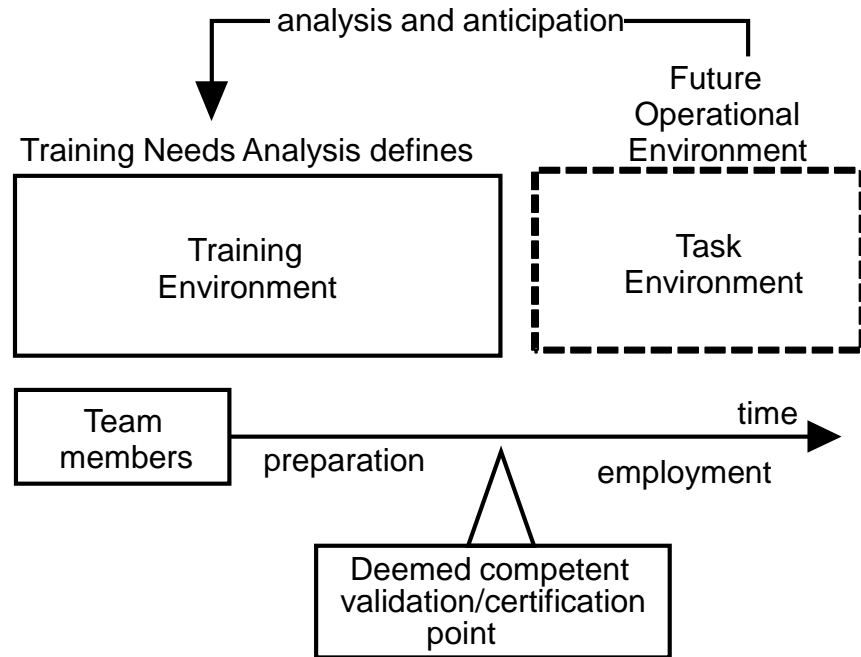 analysis and anticipation
Future
Operational
Environment
Training Needs Analysis defines
Training
Environment
Task
Environment
Team
members
time
preparation
employment
Deemed competent
validation/certification
point